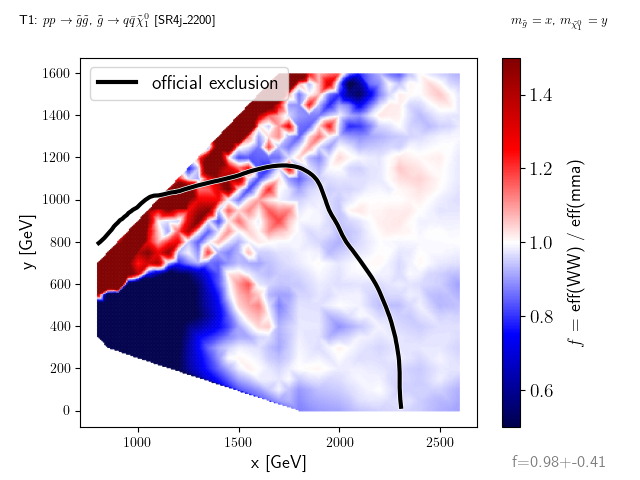 T1: pp → g̃g̃, g̃ → qq̄χ̃₁⁰ [SR4j_2200]
m_g̃ = x, m_χ̃₁⁰ = y
official exclusion
1600
1400
1200
1000
800
600
400
200
0
y [GeV]
1000 1500 2000 2500
x [GeV]
1.4
1.2
1.0
0.8
0.6
f = eff(WW) / eff(mma)
f=0.98+-0.41